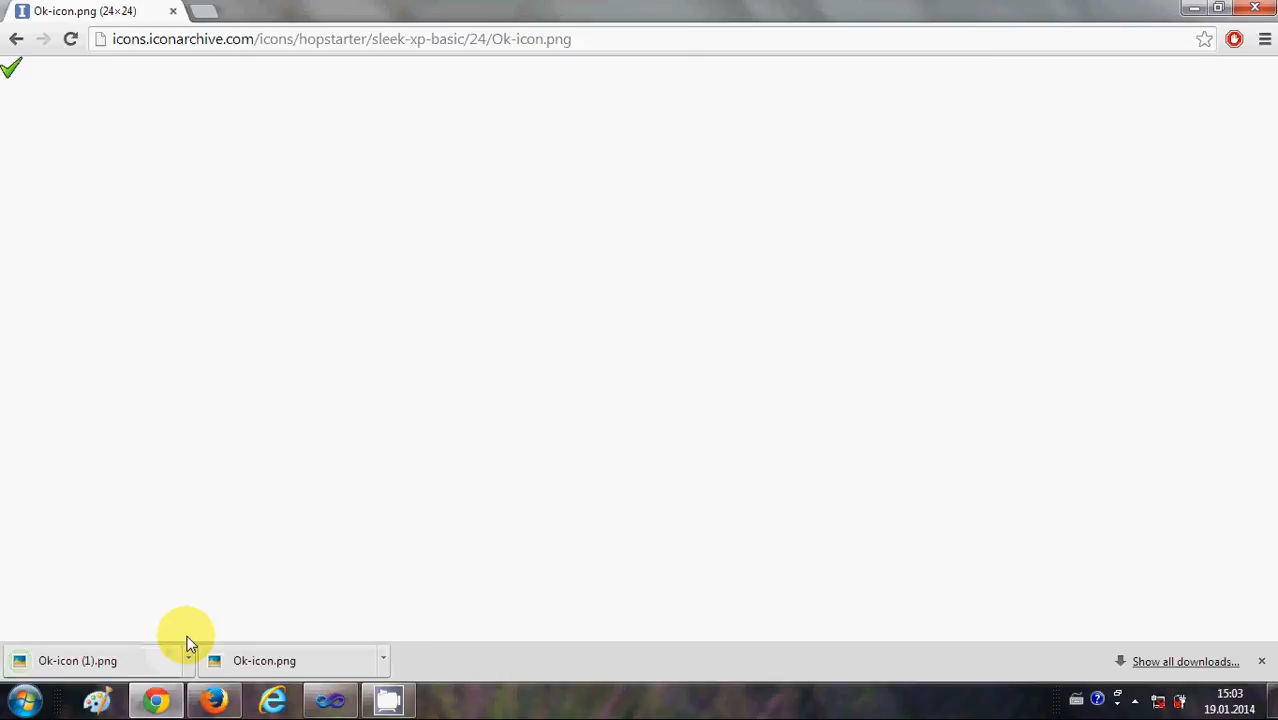 Ok-icon.png (24×24)
icons.iconarchive.com/icons/hopstarter/sleek-xp-basic/24/Ok-icon.png
Ok-icon (1).png
Ok-icon.png
Show all downloads...
15:03
19.01.2014